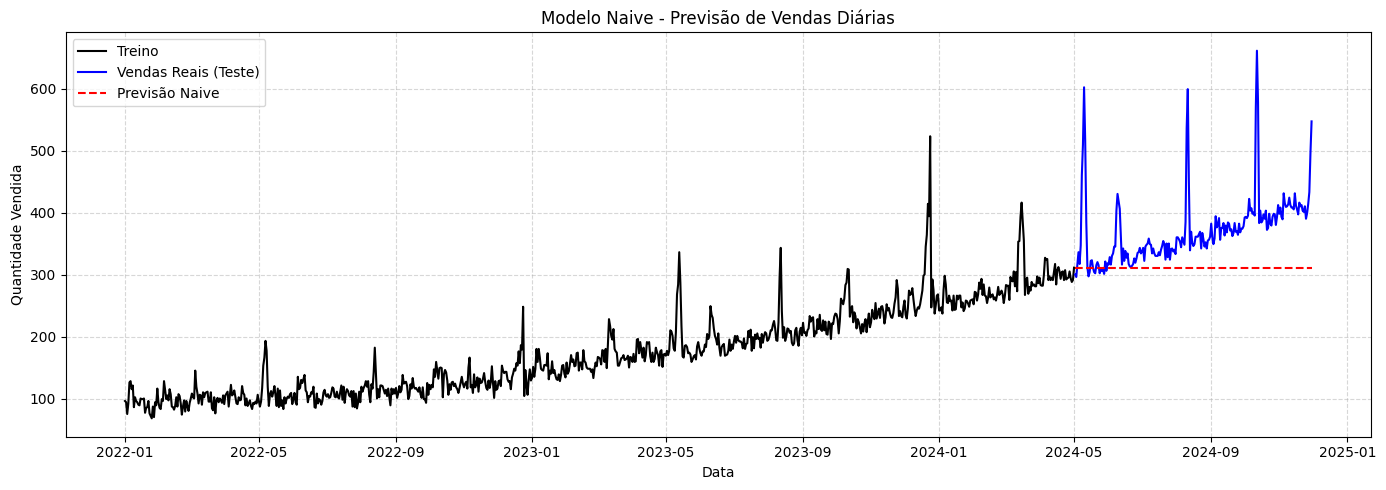 Modelo Naive - Previsão de Vendas Diárias
Treino
Vendas Reais (Teste)
Previsão Naive
Quantidade Vendida
600
500
400
300
200
100
2022-01
2022-05
2022-09
2023-01
2023-05
2023-09
2024-01
2024-05
2024-09
2025-01
Data